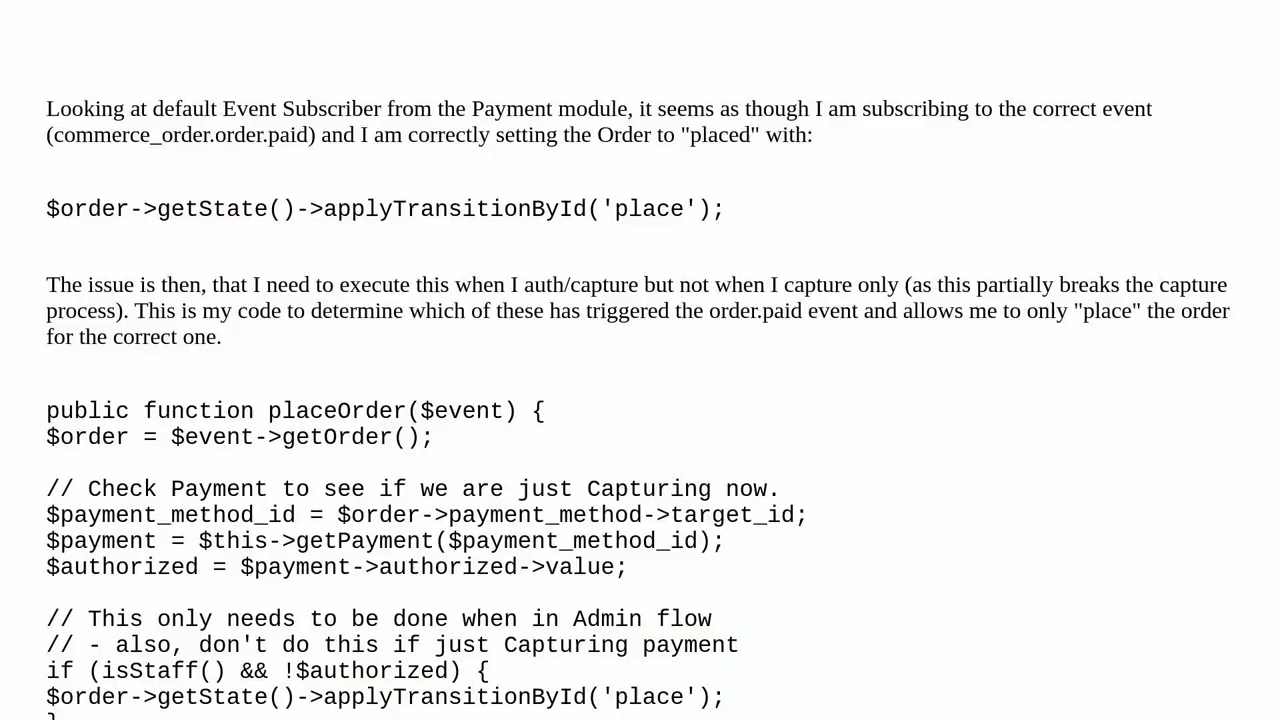 Looking at default Event Subscriber from the Payment module, it seems as though I am subscribing to the correct event
(commerce_order.order.paid) and I am correctly setting the Order to "placed" with:
$order->getState()->applyTransitionById('place');
The issue is then, that I need to execute this when I auth/capture but not when I capture only (as this partially breaks the capture
process). This is my code to determine which of these has triggered the order.paid event and allows me to only "place" the order
for the correct one.
public function placeOrder($event) {
$order = $event->getOrder();
// Check Payment to see if we are just Capturing now.
$payment_method_id = $order->payment_method->target_id;
$payment = $this->getPayment($payment_method_id);
$authorized = $payment->authorized->value;
// This only needs to be done when in Admin flow
// - also, don't do this if just Capturing payment
if (isStaff() && !$authorized) {
$order->getState()->applyTransitionById('place');
}